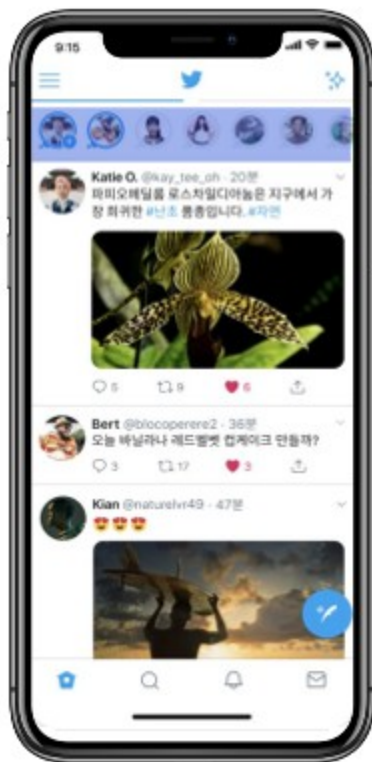 9:15
Katie O. @kay_tee_oh · 20분
파피오페딜룸 로스차일디아눔은 지구에서 가
장 희귀한 #난초 품종입니다. #자연
5 9 6
Bert @blocoperere2 · 36분
오늘 바닐라나 레드벨벳 컵케이크 만들까?
3 17 3
Kian @naturelvr49 · 47분